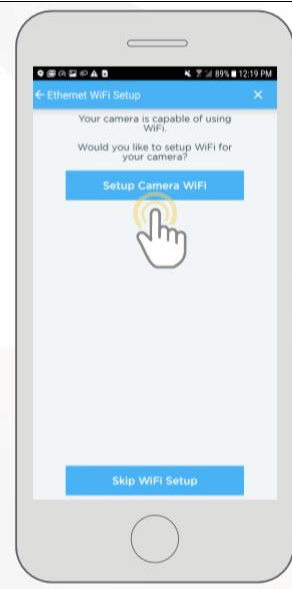 89% 12:19 PM
← Ethernet WiFi Setup ×
Your camera is capable of using
WiFi.
Would you like to setup WiFi for
your camera?
Setup Camera WiFi
Skip WiFi Setup